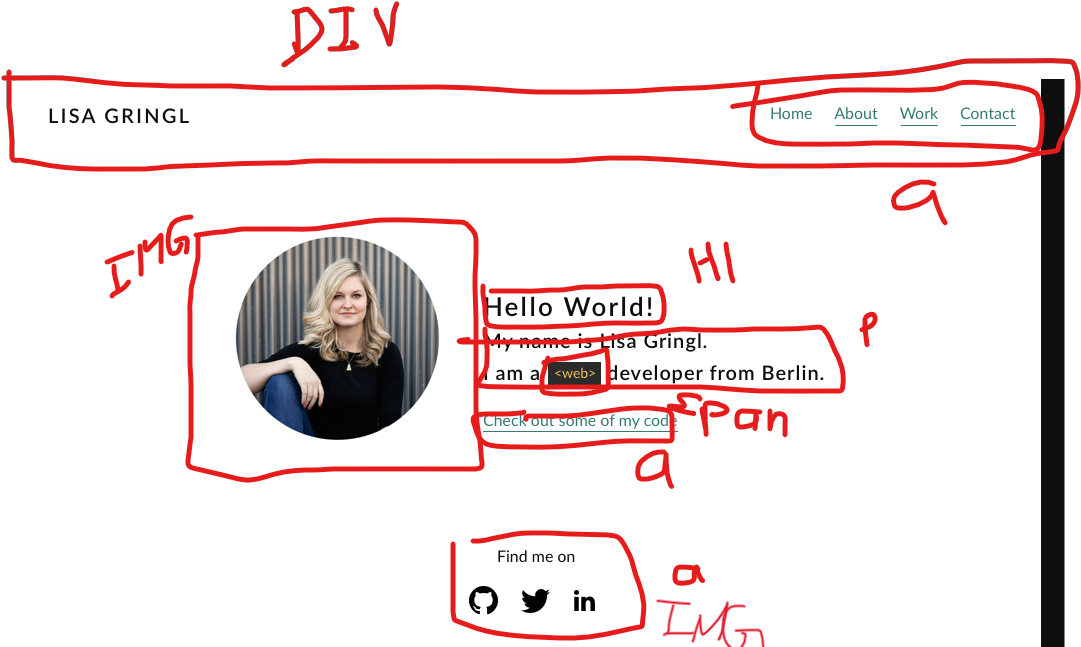 DIV
LISA GRINGL
Home About Work Contact
a
IMG
H1
Hello World!
My name is Lisa Gringl.
P
I am a <web> developer from Berlin.
Check out some of my code
span
a
Find me on
a
in
IMG